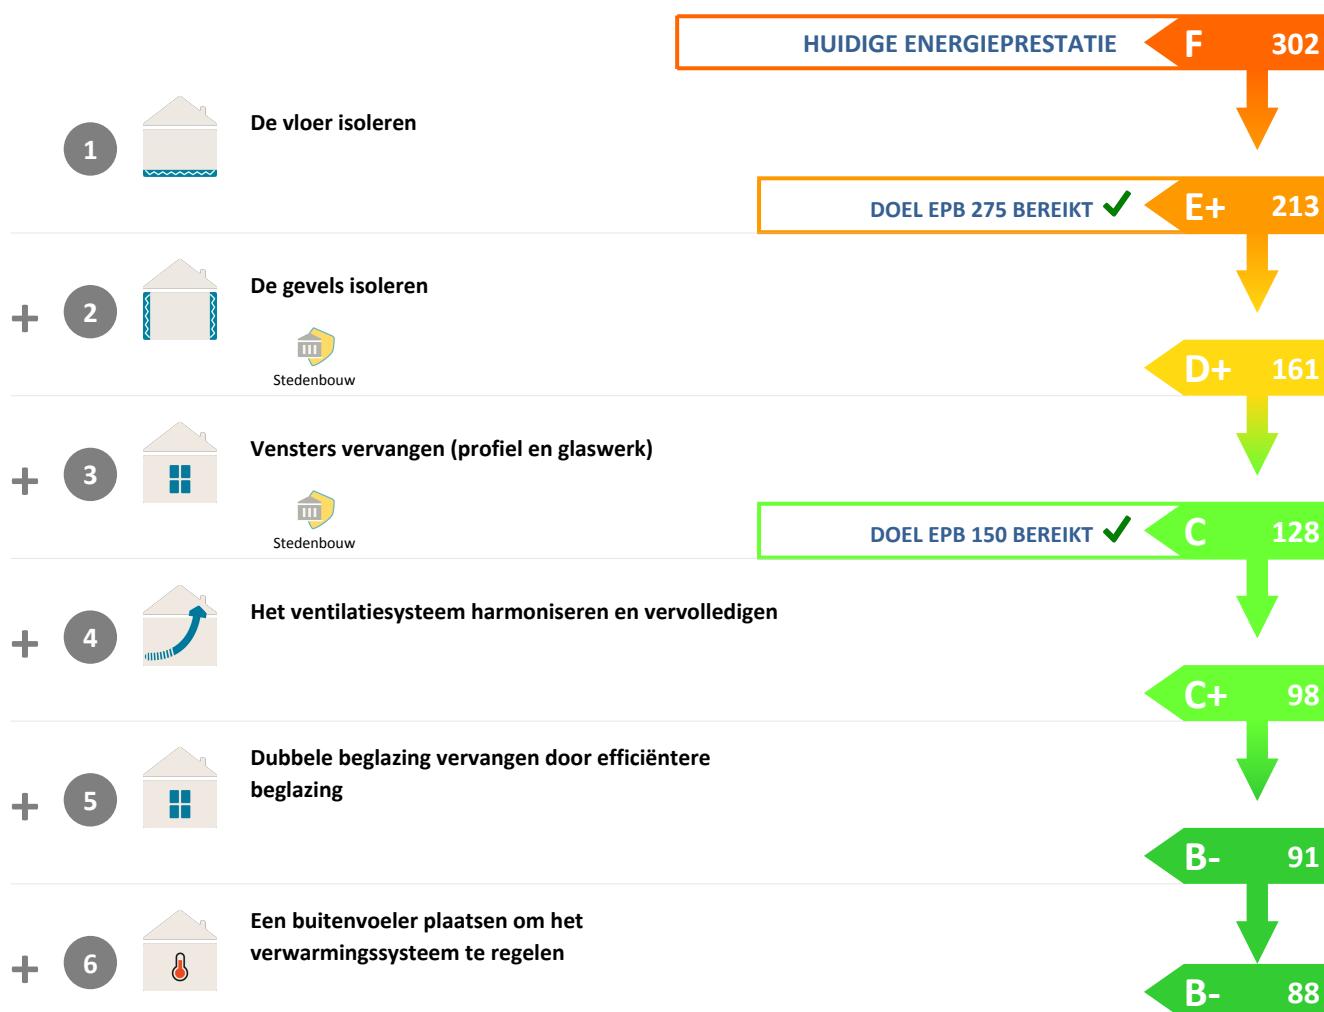 HUIDIGE ENERGIEPRESTATIE F 302
1 De vloer isoleren
DOEL EPB 275 BEREIKT E+ 213
+ 2 De gevels isoleren
Stedenbouw
D+ 161
+ 3 Vensters vervangen (profiel en glaswerk)
Stedenbouw
DOEL EPB 150 BEREIKT C 128
+ 4 Het ventilatiesysteem harmoniseren en vervolledigen
C+ 98
+ 5 Dubbele beglazing vervangen door efficiëntere
beglazing
B- 91
+ 6 Een buitenvoeler plaatsen om het
verwarmingssysteem te regelen
B- 88